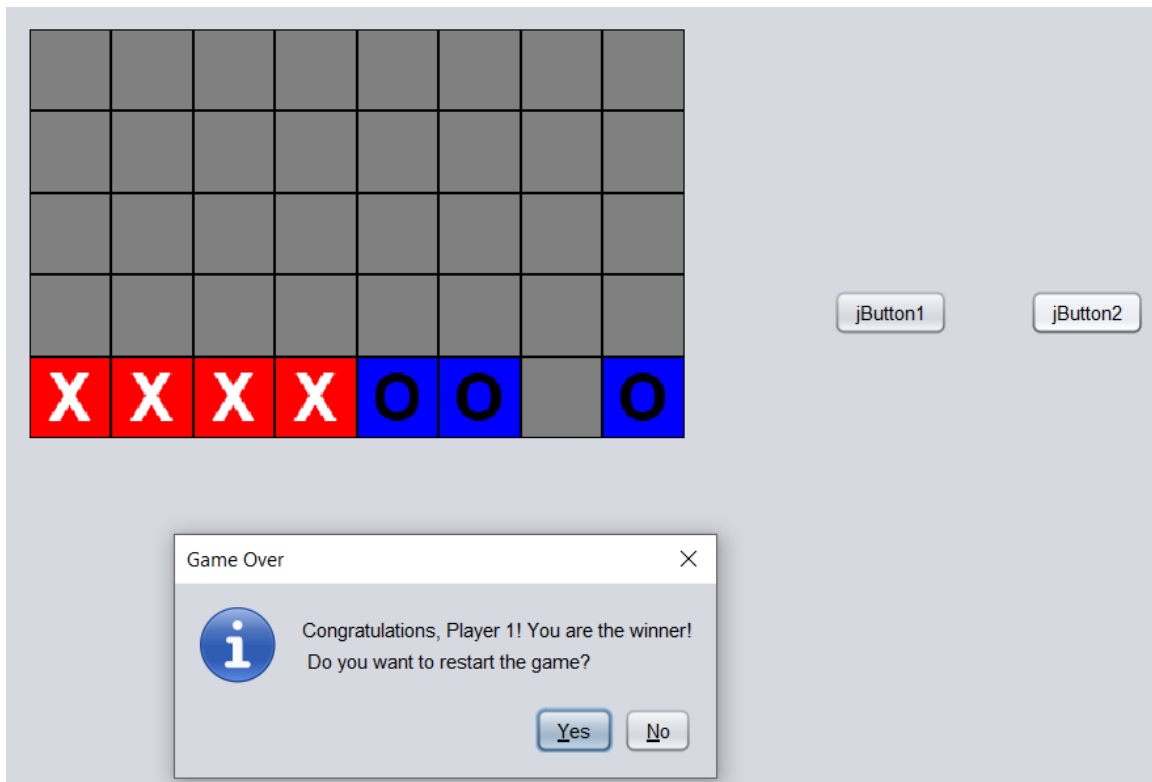 jButton1 jButton2
X X X X O O O
Game Over
Congratulations, Player 1! You are the winner!
Do you want to restart the game?
Yes No